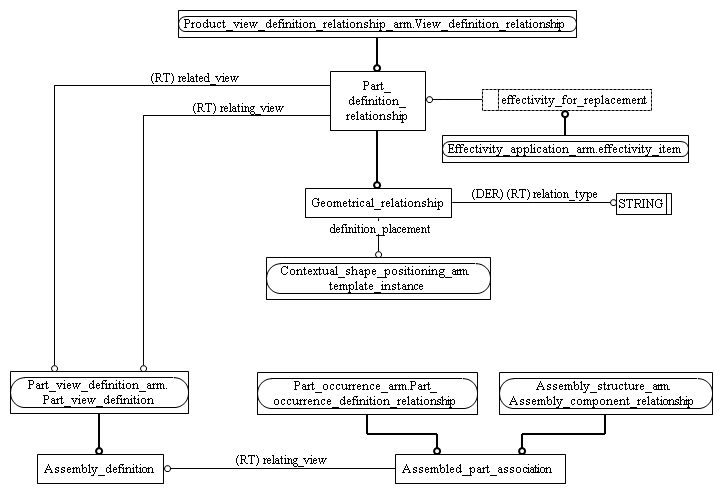 Product_view_definition_relationship_arm.View_definition_relationship
(RT) related_view
Part_
definition_
relationship
effectivity_for_replacement
(RT) relating_view
Effectivity_application_arm.effectivity_item
Geometrical_relationship
(DER) (RT) relation_type
STRING
definition_placement
Contextual_shape_positioning_arm.
template_instance
Part_view_definition_arm.
Part_view_definition
Part_occurrence_arm.Part_
occurrence_definition_relationship
Assembly_structure_arm.
Assembly_component_relationship
Assembly_definition
(RT) relating_view
Assembled_part_association